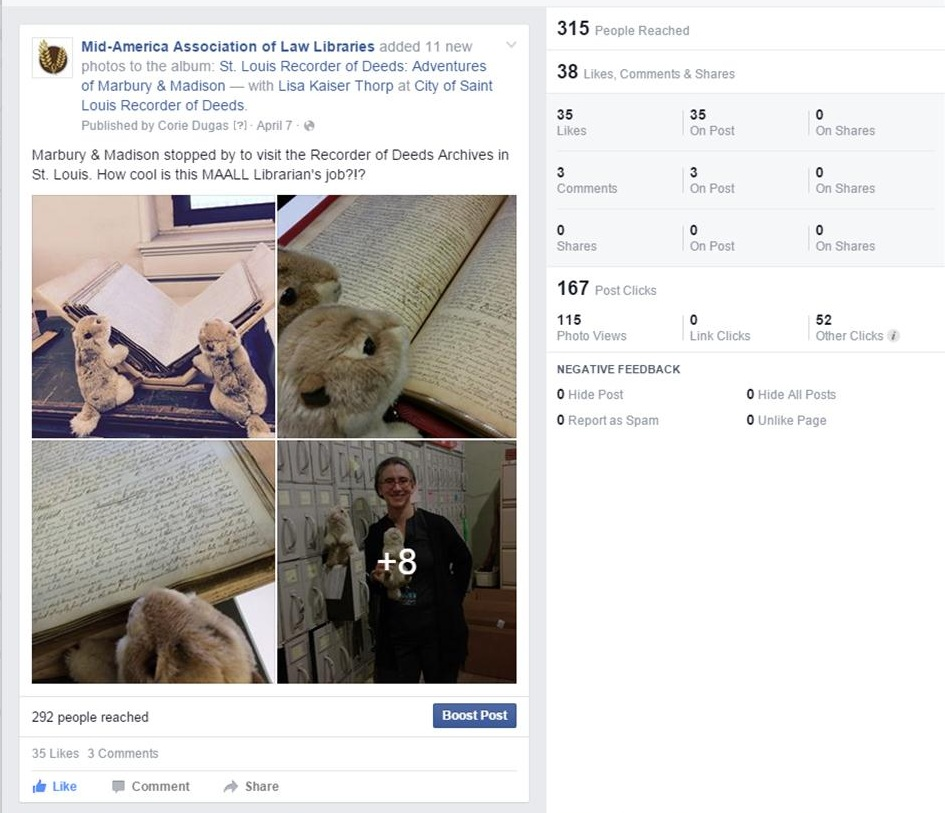 Mid-America Association of Law Libraries added 11 new
photos to the album: St. Louis Recorder of Deeds: Adventures
of Marbury & Madison — with Lisa Kaiser Thorp at City of Saint
Louis Recorder of Deeds.
Published by Corie Dugas [?] · April 7 ·
Marbury & Madison stopped by to visit the Recorder of Deeds Archives in
St. Louis. How cool is this MAALL Librarian's job?!?
+8
292 people reached
Boost Post
35 Likes 3 Comments
Like Comment Share
315 People Reached
38 Likes, Comments & Shares
35 35 0
Likes On Post On Shares
3 3 0
Comments On Post On Shares
0 0 0
Shares On Post On Shares
167 Post Clicks
115 0 52
Photo Views Link Clicks Other Clicks i
NEGATIVE FEEDBACK
0 Hide Post 0 Hide All Posts
0 Report as Spam 0 Unlike Page